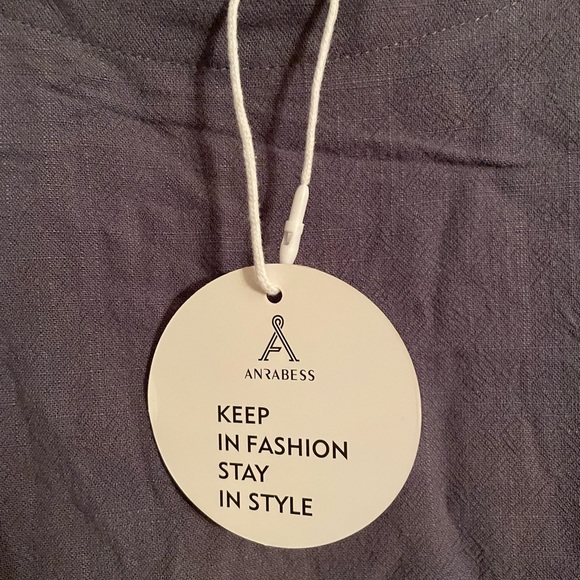 ANRABESS
KEEP
IN FASHION
STAY
IN STYLE